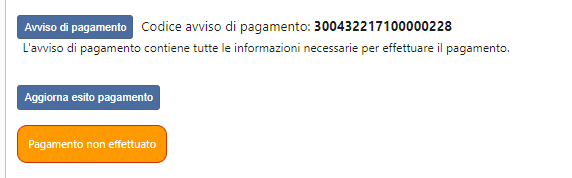 Avviso di pagamento Codice avviso di pagamento: 300432217100000228
L'avviso di pagamento contiene tutte le informazioni necessarie per effettuare il pagamento.
Aggiorna esito pagamento
Pagamento non effettuato